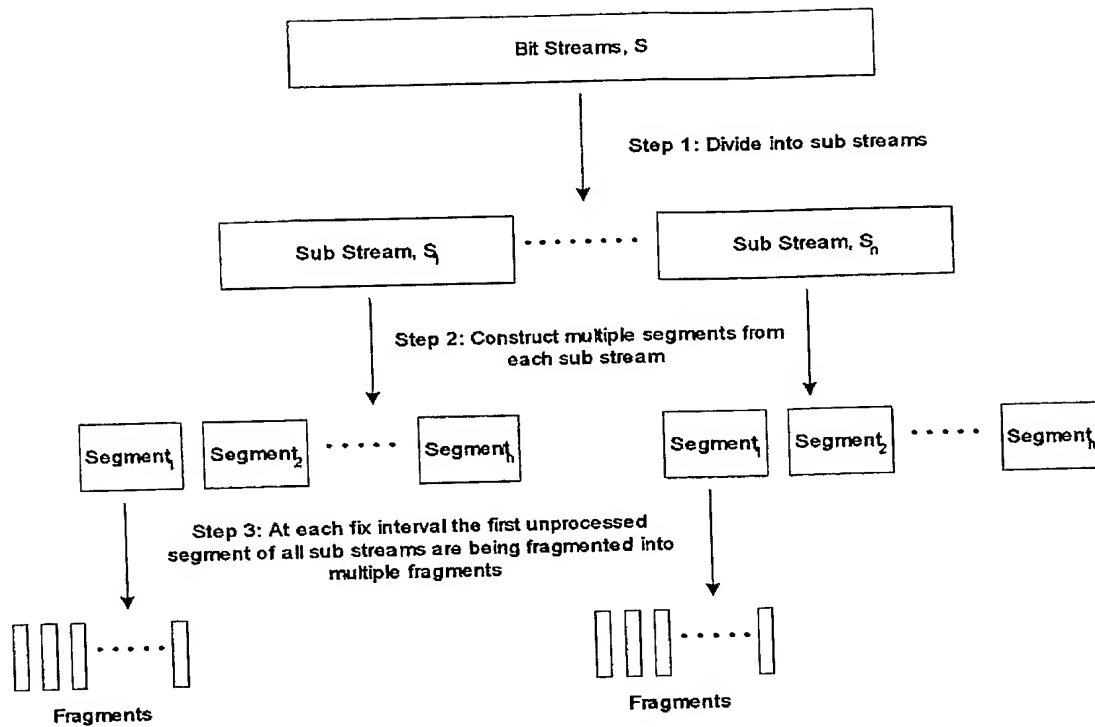 Bit Streams, S
Step 1: Divide into sub streams
Sub Stream, S1
Sub Stream, Sn
Step 2: Construct multiple segments from
each sub stream
Segment1
Segment2
Segmentn
Segment1
Segment2
Segmentn
Step 3: At each fix interval the first unprocessed
segment of all sub streams are being fragmented into
multiple fragments
Fragments
Fragments